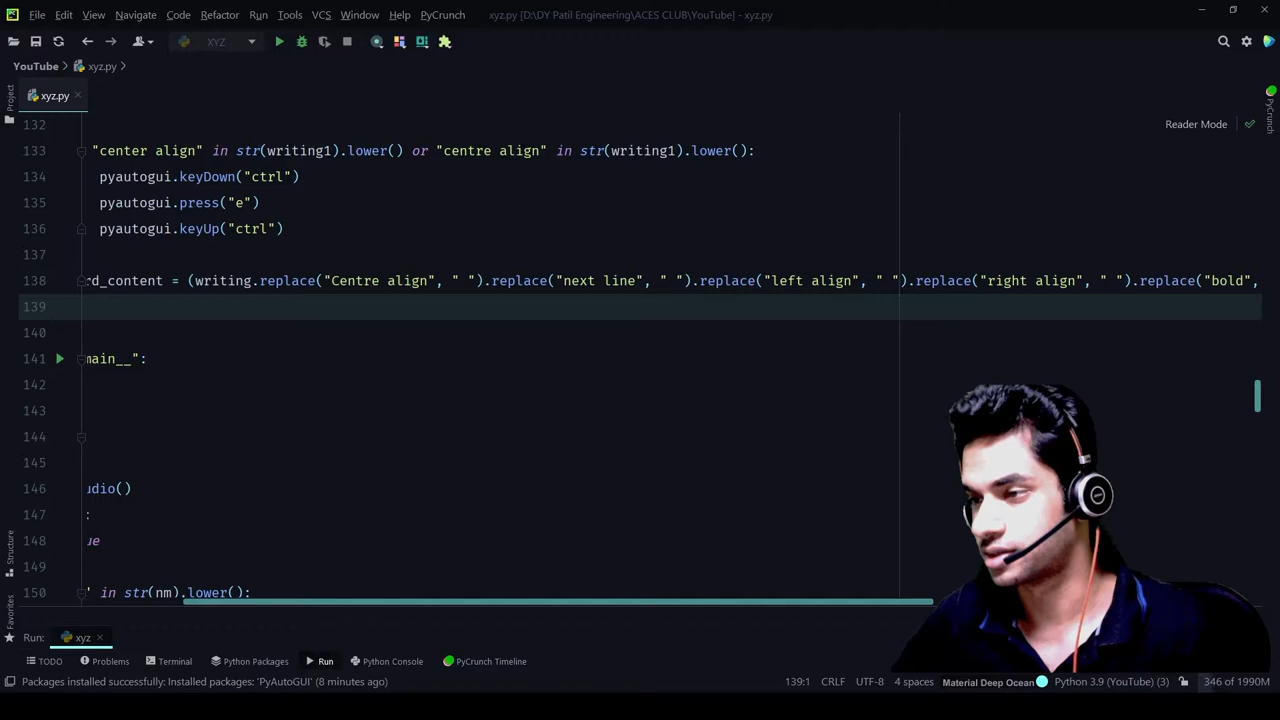 File Edit View Navigate Code Refactor Run Tools VCS Window Help PyCrunch xyz.py [D:\DY Patil Engineering\ACES CLUB\YouTube] - xyz.py
XYZ
YouTube xyz.py
Project
xyz.py
PyCrunch
Reader Mode
132
133 "center align" in str(writing1).lower() or "centre align" in str(writing1).lower():
134 pyautogui.keyDown("ctrl")
135 pyautogui.press("e")
136 pyautogui.keyUp("ctrl")
137
138 rd_content = (writing.replace("Centre align", " ").replace("next line", " ").replace("left align", " ").replace("right align", " ").replace("bold",
139
140
141 main__":
142
143
144
145
146 udio()
147 :
148 ue
149
150 ' in str(nm).lower():
Structure
Favorites
Run: xyz
TODO Problems Terminal Python Packages Run Python Console PyCrunch Timeline
Packages installed successfully: Installed packages: 'PyAutoGUI' (8 minutes ago) 139:1 CRLF UTF-8 4 spaces Material Deep Ocean Python 3.9 (YouTube) (3) 346 of 1990M